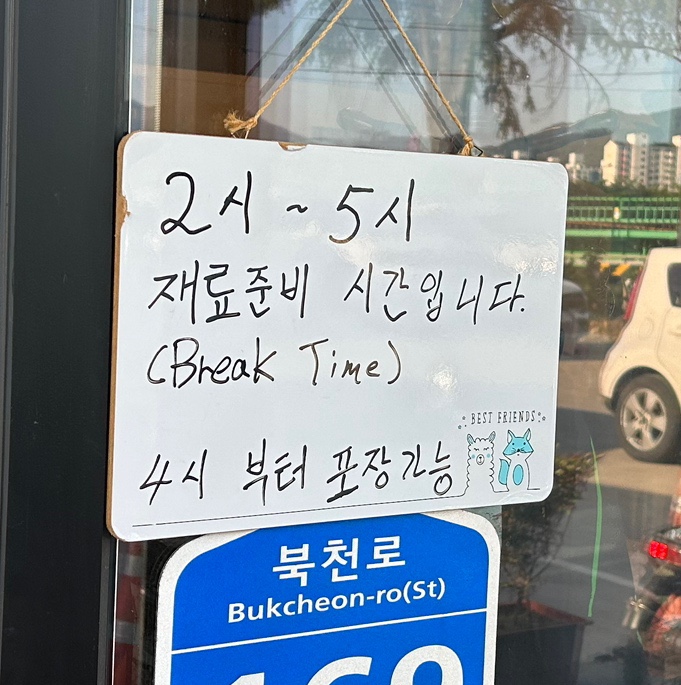 2시 ~ 5시
재료준비 시간입니다.
(Break Time)
4시 부터 포장가능
BEST FRIENDS
북천로
Bukcheon-ro(St)
169